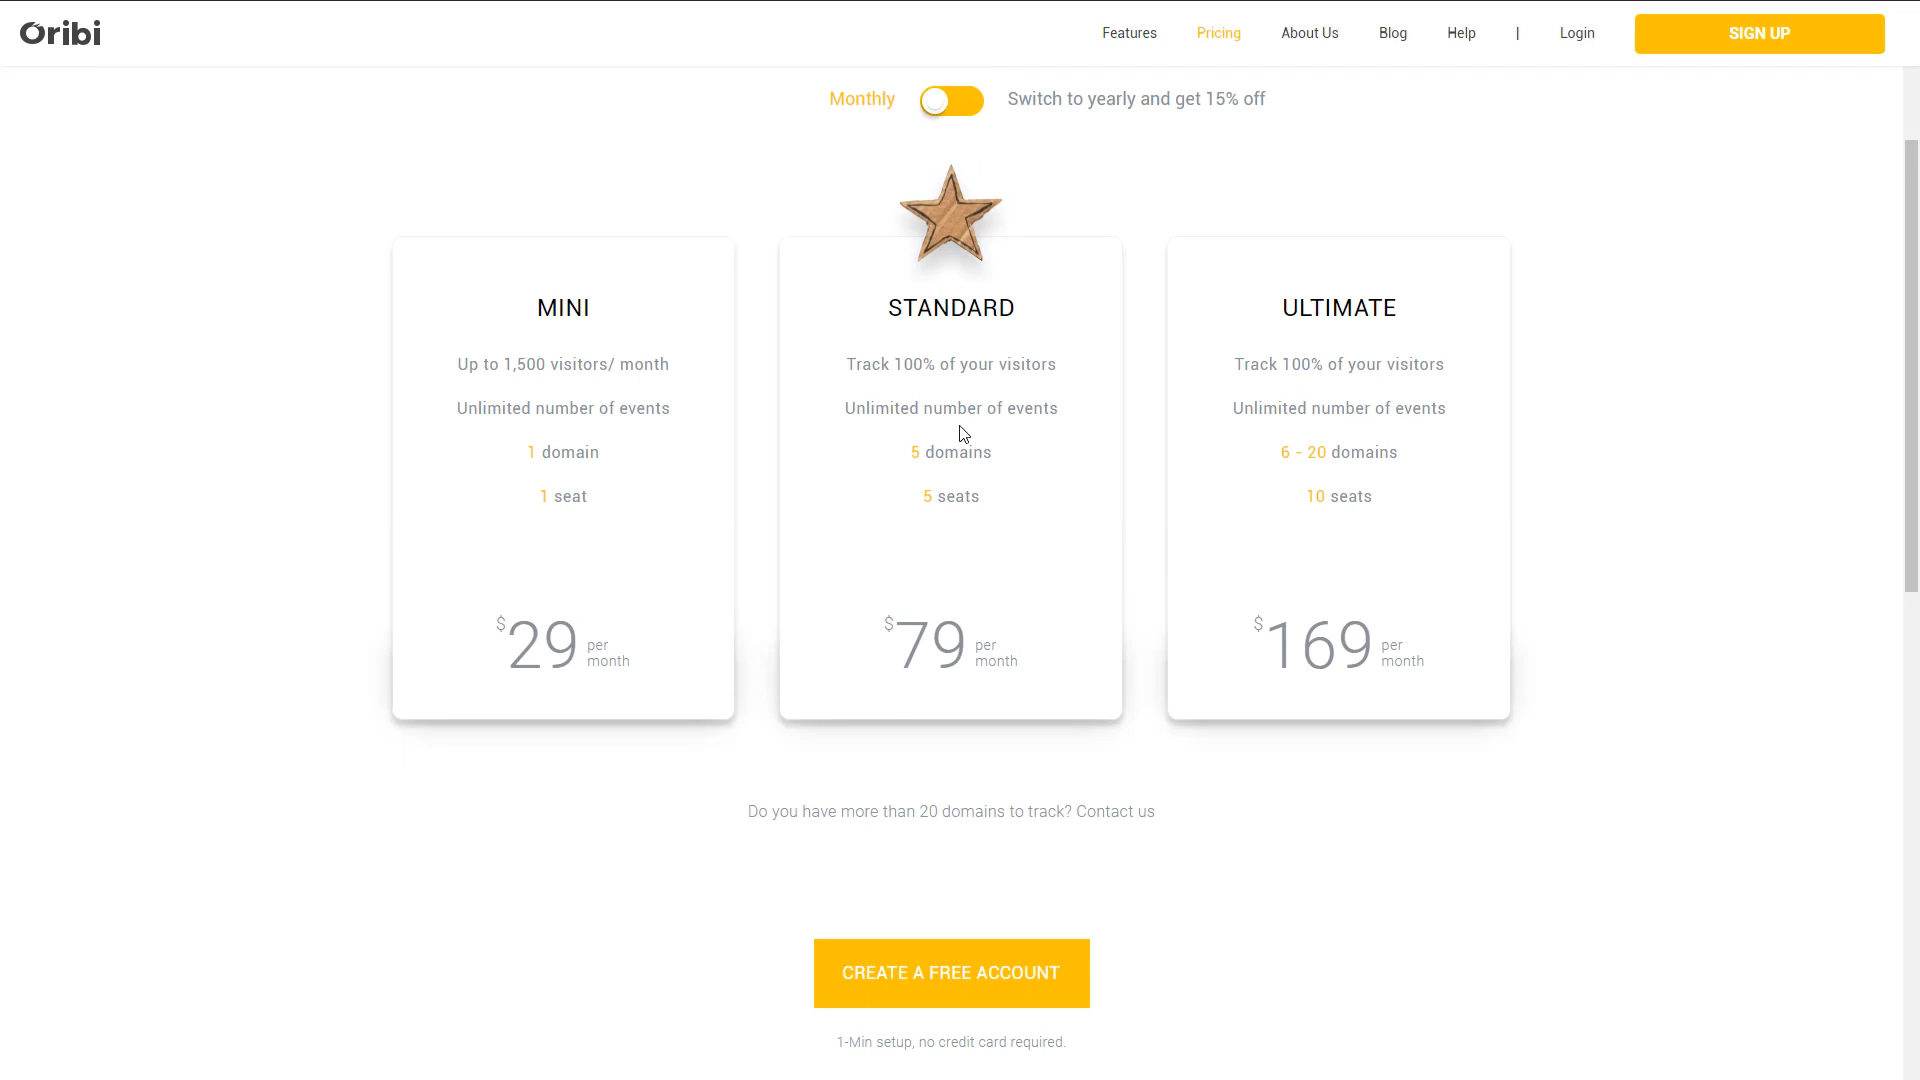 Oribi
Features Pricing About Us Blog Help | Login SIGN UP
Monthly Switch to yearly and get 15% off
MINI
Up to 1,500 visitors/ month
Unlimited number of events
1 domain
1 seat
$29 per month
STANDARD
Track 100% of your visitors
Unlimited number of events
5 domains
5 seats
$79 per month
ULTIMATE
Track 100% of your visitors
Unlimited number of events
6 - 20 domains
10 seats
$169 per month
Do you have more than 20 domains to track? Contact us
CREATE A FREE ACCOUNT
1-Min setup, no credit card required.